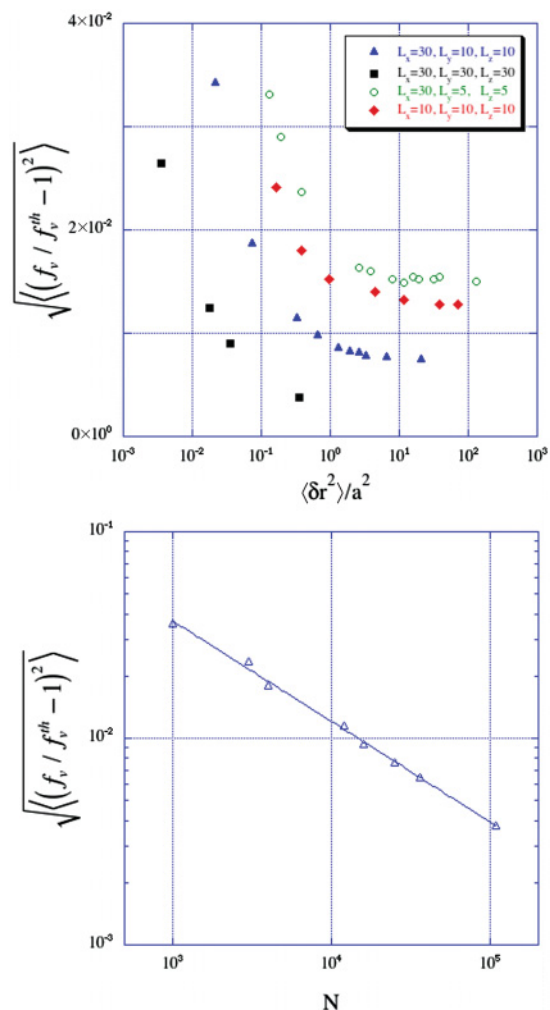 4×10⁻²
L_x=30, L_y=10, L_z=10
L_x=30, L_y=30, L_z=30
L_x=30, L_y=5, L_z=5
L_x=10, L_y=10, L_z=10
2×10⁻²
0×10⁰
√⟨(f_v / f_v^th − 1)²⟩
10⁻³ 10⁻² 10⁻¹ 10⁰ 10¹ 10² 10³
⟨δr²⟩/a²
10⁻¹
10⁻²
10⁻³
√⟨(f_v / f_v^th − 1)²⟩
10³ 10⁴ 10⁵
N